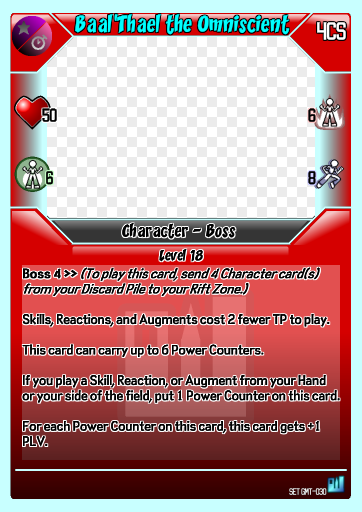 Baal'Thael the Omniscient
4CS
50
6
6
8
Character - Boss
Level 18
Boss 4 >> (To play this card, send 4 Character card(s)
from your Discard Pile to your Rift Zone.)
Skills, Reactions, and Augments cost 2 fewer TP to play.
This card can carry up to 6 Power Counters.
If you play a Skill, Reaction, or Augment from your Hand
or your side of the field, put 1 Power Counter on this card.
For each Power Counter on this card, this card gets +1
PLV.
SET GMT-030